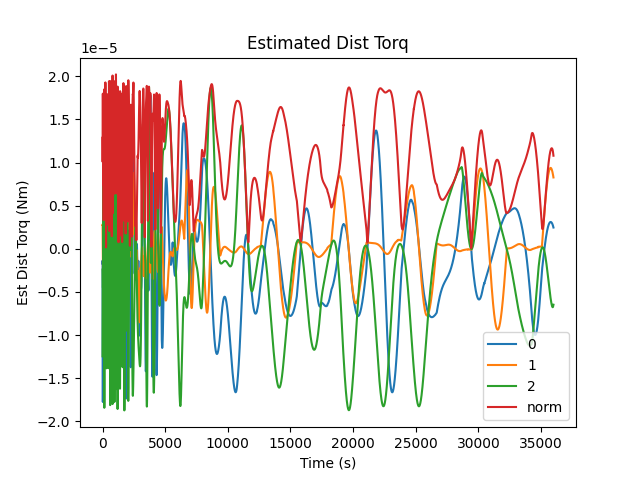 Estimated Dist Torq
1e−5
2.0
1.5
1.0
0.5
0.0
−0.5
−1.0
−1.5
−2.0
Est Dist Torq (Nm)
0
1
2
norm
0 5000 10000 15000 20000 25000 30000 35000
Time (s)